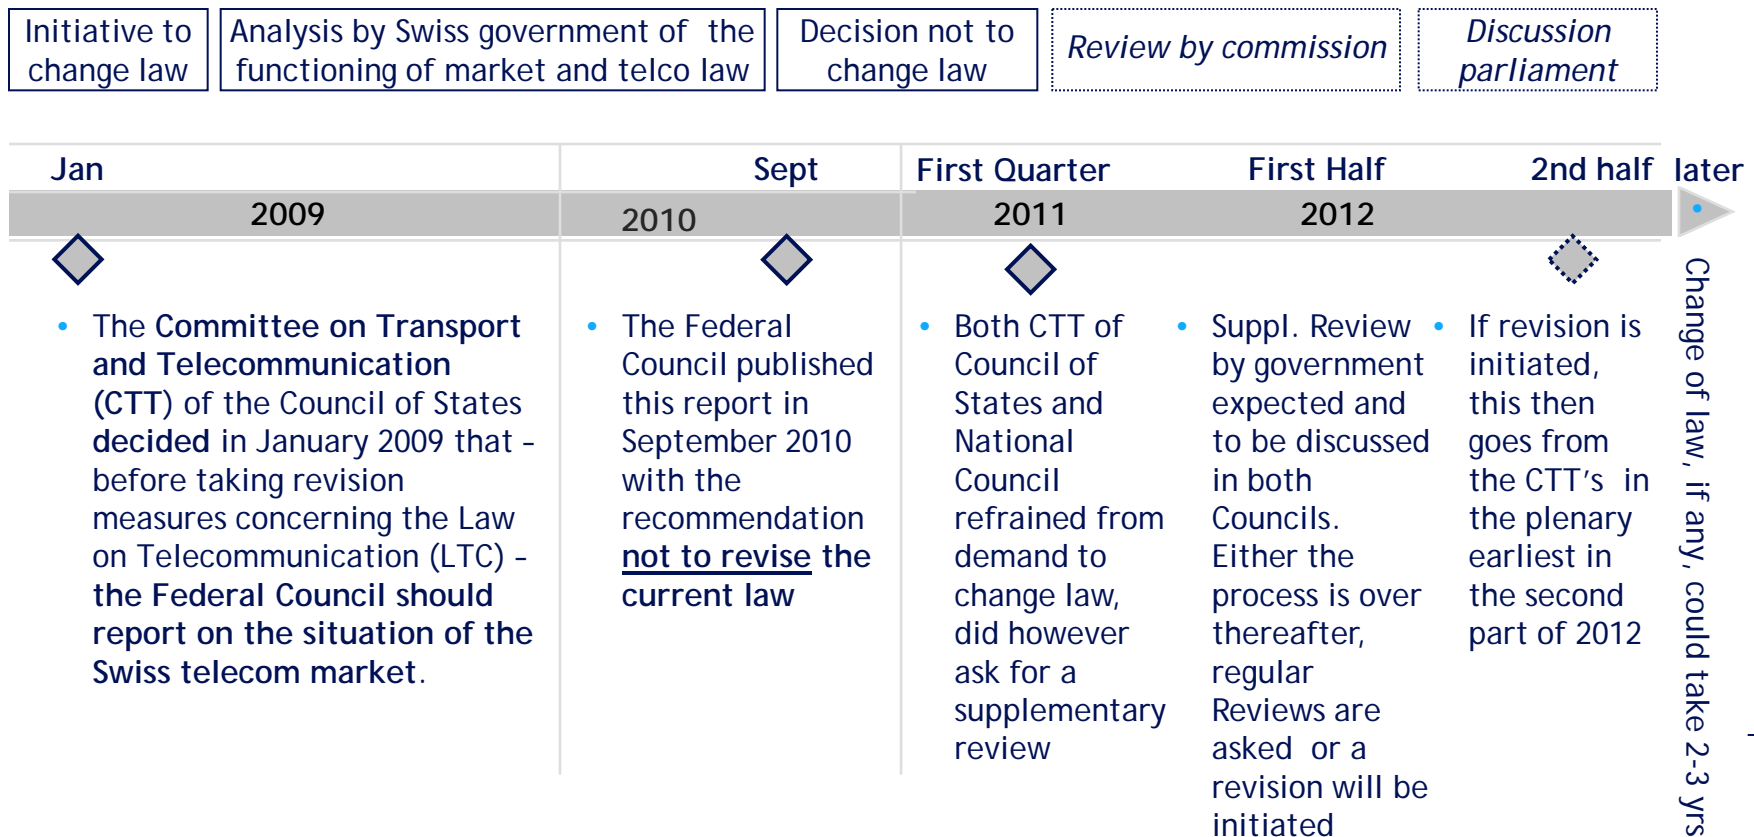 Initiative to
change law
Analysis by Swiss government of the
functioning of market and telco law
Decision not to
change law
Review by commission
Discussion
parliament
Jan
Sept
First Quarter
First Half
2nd half
later
2009
2010
2011
2012
• The Committee on Transport
and Telecommunication
(CTT) of the Council of States
decided in January 2009 that –
before taking revision
measures concerning the Law
on Telecommunication (LTC) –
the Federal Council should
report on the situation of the
Swiss telecom market.
• The Federal
Council published
this report in
September 2010
with the
recommendation
not to revise the
current law
• Both CTT of
Council of
States and
National
Council
refrained from
demand to
change law,
did however
ask for a
supplementary
review
• Suppl. Review
by government
expected and
to be discussed
in both
Councils.
Either the
process is over
thereafter,
regular
Reviews are
asked or a
revision will be
initiated
• If revision is
initiated,
this then
goes from
the CTT's in
the plenary
earliest in
the second
part of 2012
• Change of law, if any, could take 2-3 yrs